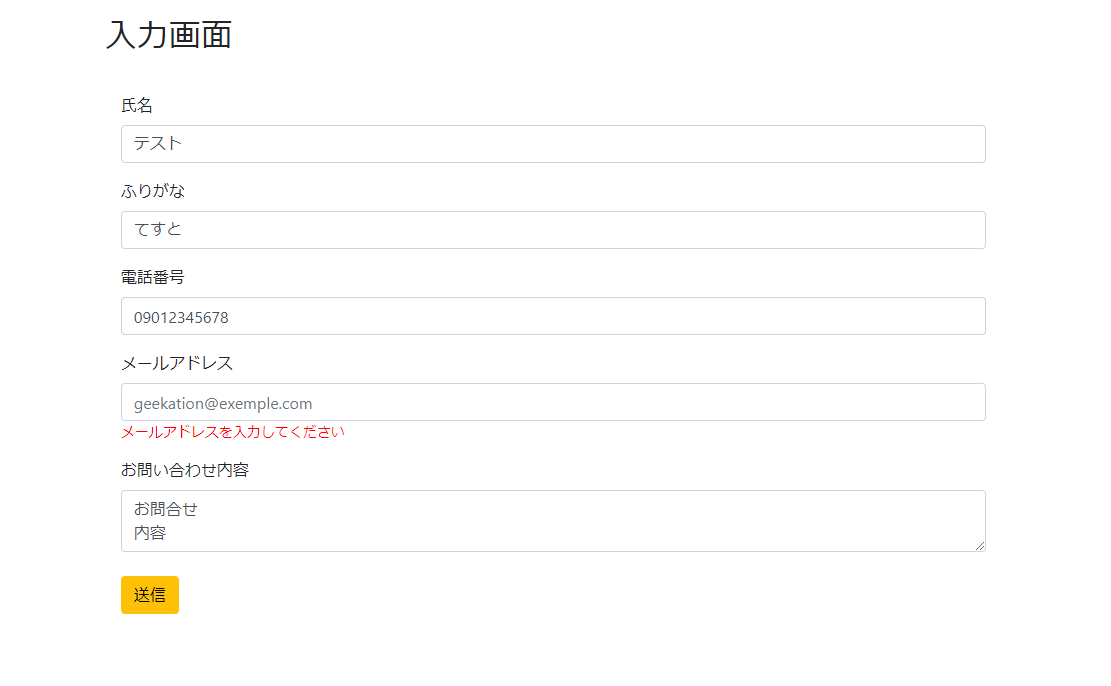 入力画面
氏名
テスト
ふりがな
てすと
電話番号
09012345678
メールアドレス
geekation@exemple.com
メールアドレスを入力してください
お問い合わせ内容
お問合せ
内容
送信